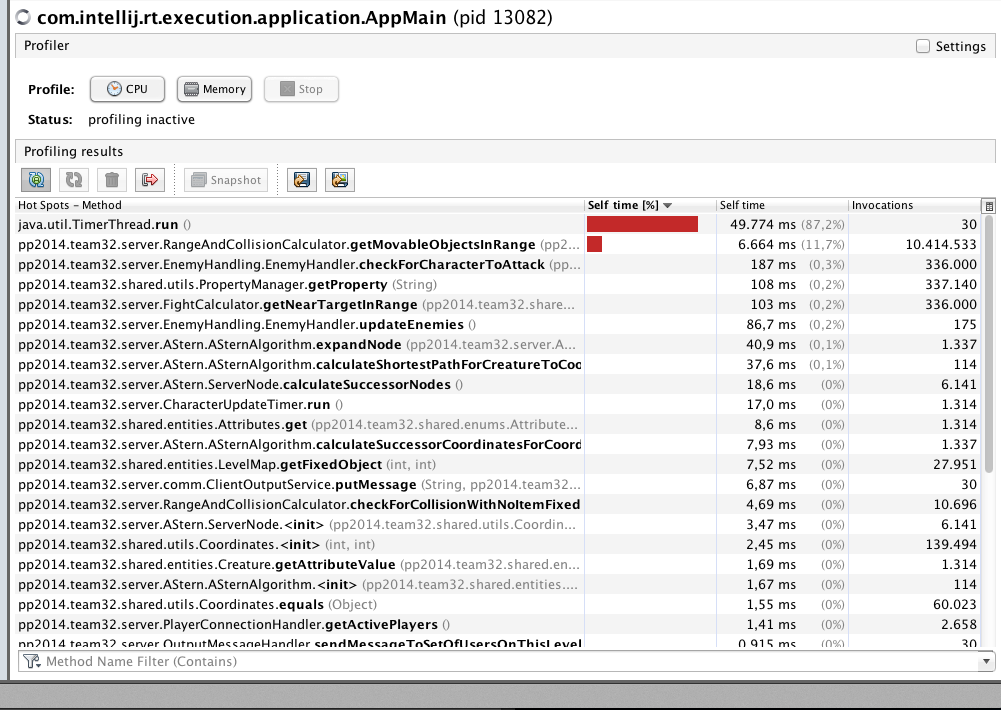 com.intellij.rt.execution.application.AppMain (pid 13082)
Profiler Settings
Profile: CPU Memory Stop
Status: profiling inactive
Profiling results
Snapshot
Hot Spots – Method Self time [%] Self time Invocations
java.util.TimerThread.run () 49.774 ms (87,2%) 30
pp2014.team32.server.RangeAndCollisionCalculator.getMovableObjectsInRange (pp2... 6.664 ms (11,7%) 10.414.533
pp2014.team32.server.EnemyHandling.EnemyHandler.checkForCharacterToAttack (pp... 187 ms (0,3%) 336.000
pp2014.team32.shared.utils.PropertyManager.getProperty (String) 108 ms (0,2%) 337.140
pp2014.team32.server.FightCalculator.getNearTargetInRange (pp2014.team32.share... 103 ms (0,2%) 336.000
pp2014.team32.server.EnemyHandling.EnemyHandler.updateEnemies () 86,7 ms (0,2%) 175
pp2014.team32.server.AStern.ASternAlgorithm.expandNode (pp2014.team32.server.A... 40,9 ms (0,1%) 1.337
pp2014.team32.server.AStern.ASternAlgorithm.calculateShortestPathForCreatureToCoo 37,6 ms (0,1%) 114
pp2014.team32.server.AStern.ServerNode.calculateSuccessorNodes () 18,6 ms (0%) 6.141
pp2014.team32.server.CharacterUpdateTimer.run () 17,0 ms (0%) 1.314
pp2014.team32.shared.entities.Attributes.get (pp2014.team32.shared.enums.Attribute... 8,6 ms (0%) 1.314
pp2014.team32.server.AStern.ASternAlgorithm.calculateSuccessorCoordinatesForCoord 7,93 ms (0%) 1.337
pp2014.team32.shared.entities.LevelMap.getFixedObject (int, int) 7,52 ms (0%) 27.951
pp2014.team32.server.comm.ClientOutputService.putMessage (String, pp2014.team32... 6,87 ms (0%) 30
pp2014.team32.server.RangeAndCollisionCalculator.checkForCollisionWithNoItemFixed 4,69 ms (0%) 10.696
pp2014.team32.server.AStern.ServerNode.<init> (pp2014.team32.shared.utils.Coordin... 3,47 ms (0%) 6.141
pp2014.team32.shared.utils.Coordinates.<init> (int, int) 2,45 ms (0%) 139.494
pp2014.team32.shared.entities.Creature.getAttributeValue (pp2014.team32.shared.en... 1,69 ms (0%) 1.314
pp2014.team32.server.AStern.ASternAlgorithm.<init> (pp2014.team32.shared.entities.... 1,67 ms (0%) 114
pp2014.team32.shared.utils.Coordinates.equals (Object) 1,55 ms (0%) 60.023
pp2014.team32.server.PlayerConnectionHandler.getActivePlayers () 1,41 ms (0%) 2.658
pp2014.team32.server.OutputMessageHandler.sendMessageToSetOfUsersOnThisLevel 0,915 ms (0%) 30
Method Name Filter (Contains)